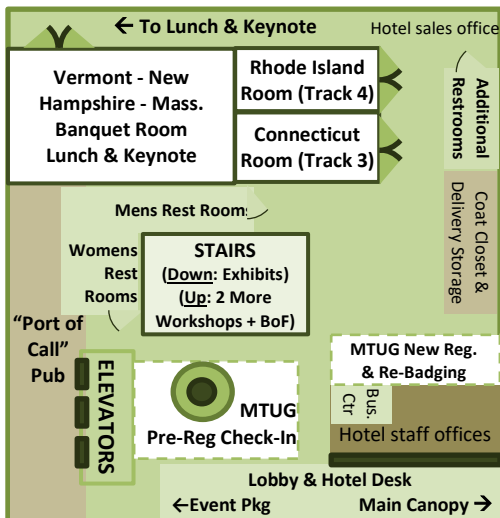 ← To Lunch & Keynote
Hotel sales office
Vermont - New
Hampshire - Mass.
Banquet Room
Lunch & Keynote
Rhode Island
Room (Track 4)
Connecticut
Room (Track 3)
Additional
Restrooms
Coat Closet &
Delivery Storage
Mens Rest Rooms
Womens
Rest
Rooms
STAIRS
(Down: Exhibits)
(Up: 2 More
Workshops + BoF)
“Port of
Call”
Pub
ELEVATORS
MTUG
Pre-Reg Check-In
MTUG New Reg.
& Re-Badging
Bus.
Ctr
Hotel staff offices
Lobby & Hotel Desk
←Event Pkg
Main Canopy →